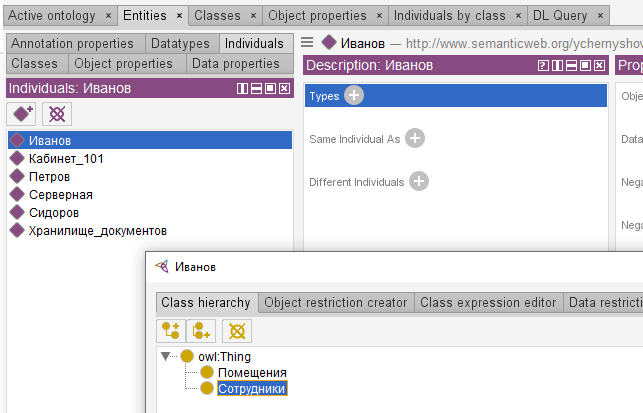 Active ontology × Entities × Classes × Object properties × Individuals by class × DL Query ×
Annotation properties Datatypes Individuals
Classes Object properties Data properties
Individuals: Иванов
Иванов
Кабинет_101
Петров
Серверная
Сидоров
Хранилище_документов
Иванов — http://www.semanticweb.org/ychernyshov
Description: Иванов
Types
Same Individual As
Different Individuals
Prop
Obje
Data
Nega
Nega
Иванов
Class hierarchy Object restriction creator Class expression editor Data restricti
owl:Thing
Помещения
Сотрудники